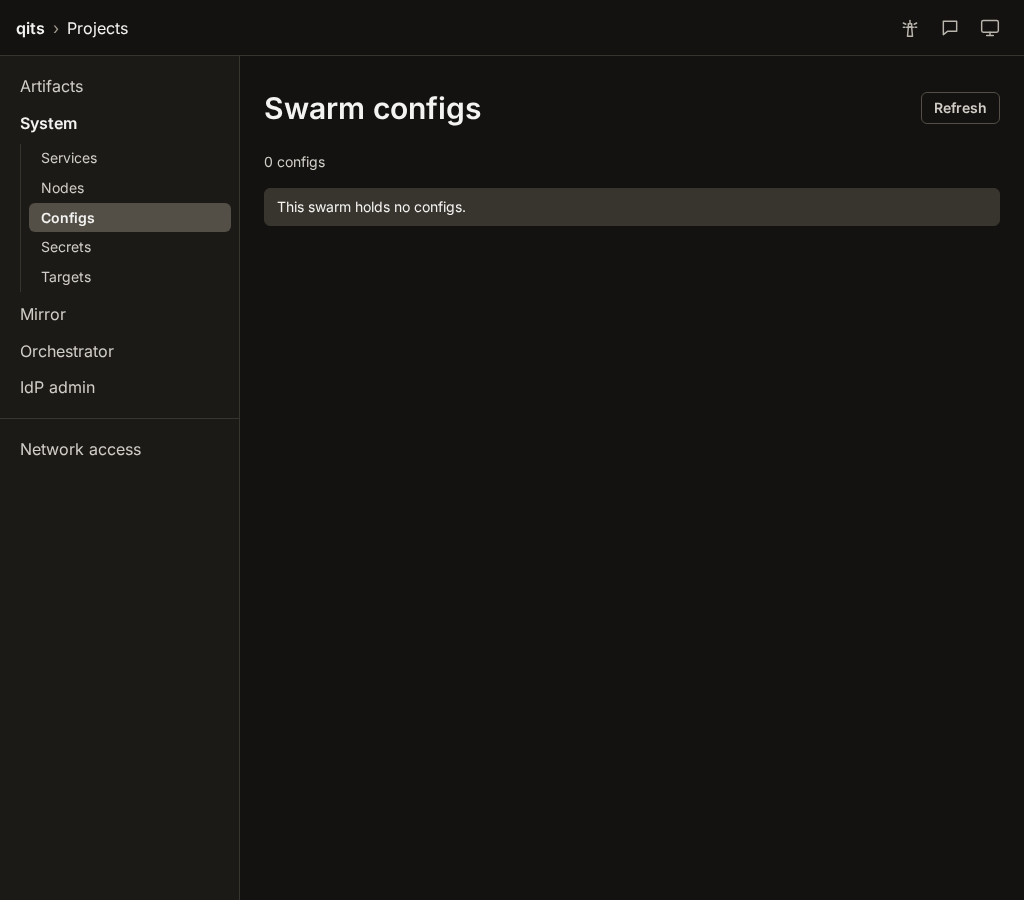 qits › Projects
Artifacts
System
Services
Nodes
Configs
Secrets
Targets
Mirror
Orchestrator
IdP admin
Network access
Swarm configs
Refresh
0 configs
This swarm holds no configs.